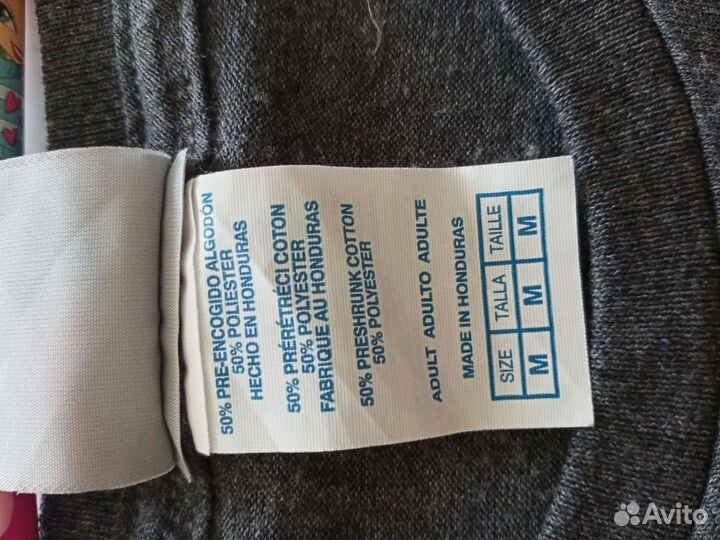 50% PRE-ENCOGIDO ALGODÓN
50% POLIESTER
HECHO EN HONDURAS
50% PRÉRÉTRÉCI COTON
50% POLYESTER
FABRIQUE AU HONDURAS
50% PRESHRUNK COTTON
50% POLYESTER
ADULT ADULTO ADULTE
MADE IN HONDURAS
SIZE TALLA TAILLE
M M M
Avito